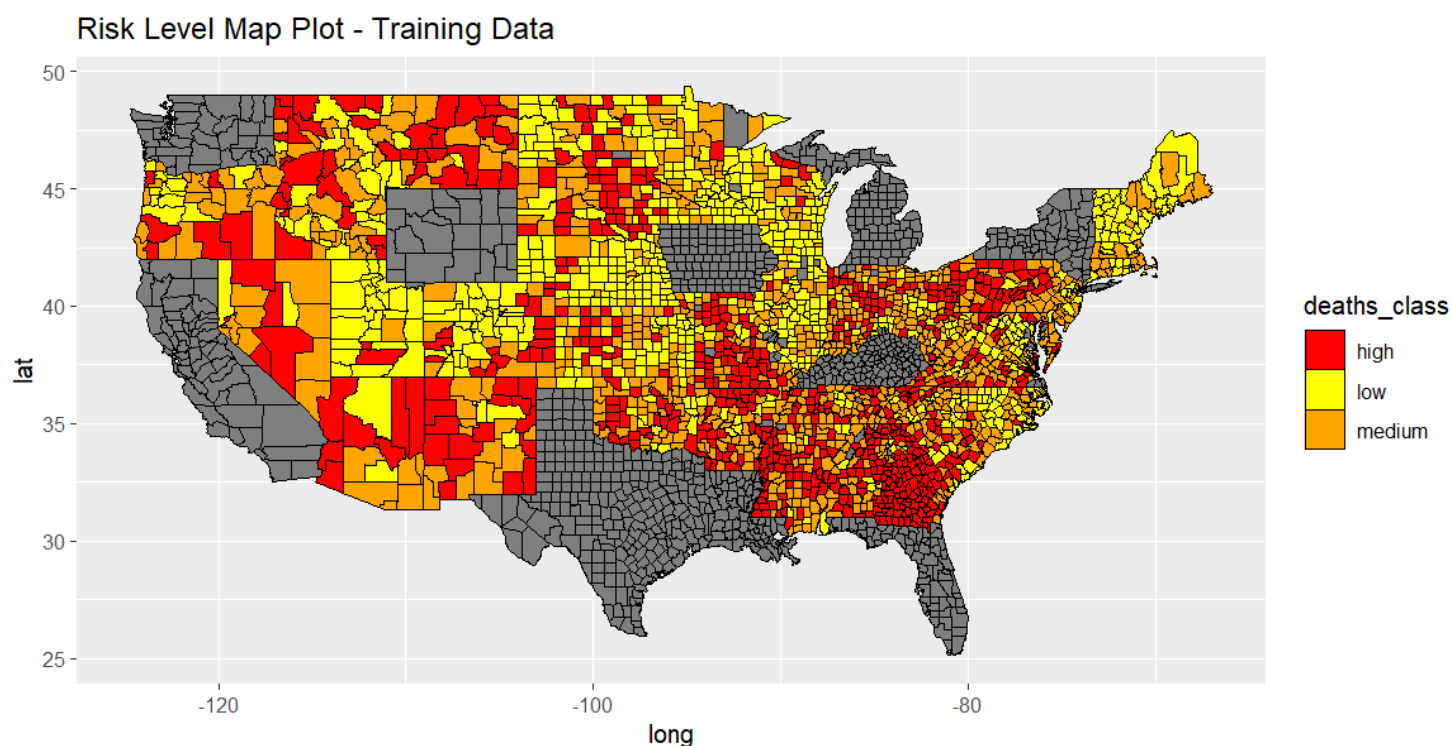 Risk Level Map Plot - Training Data
50
45
40
35
30
25
lat
-120
-100
-80
long
deaths_class
high
low
medium